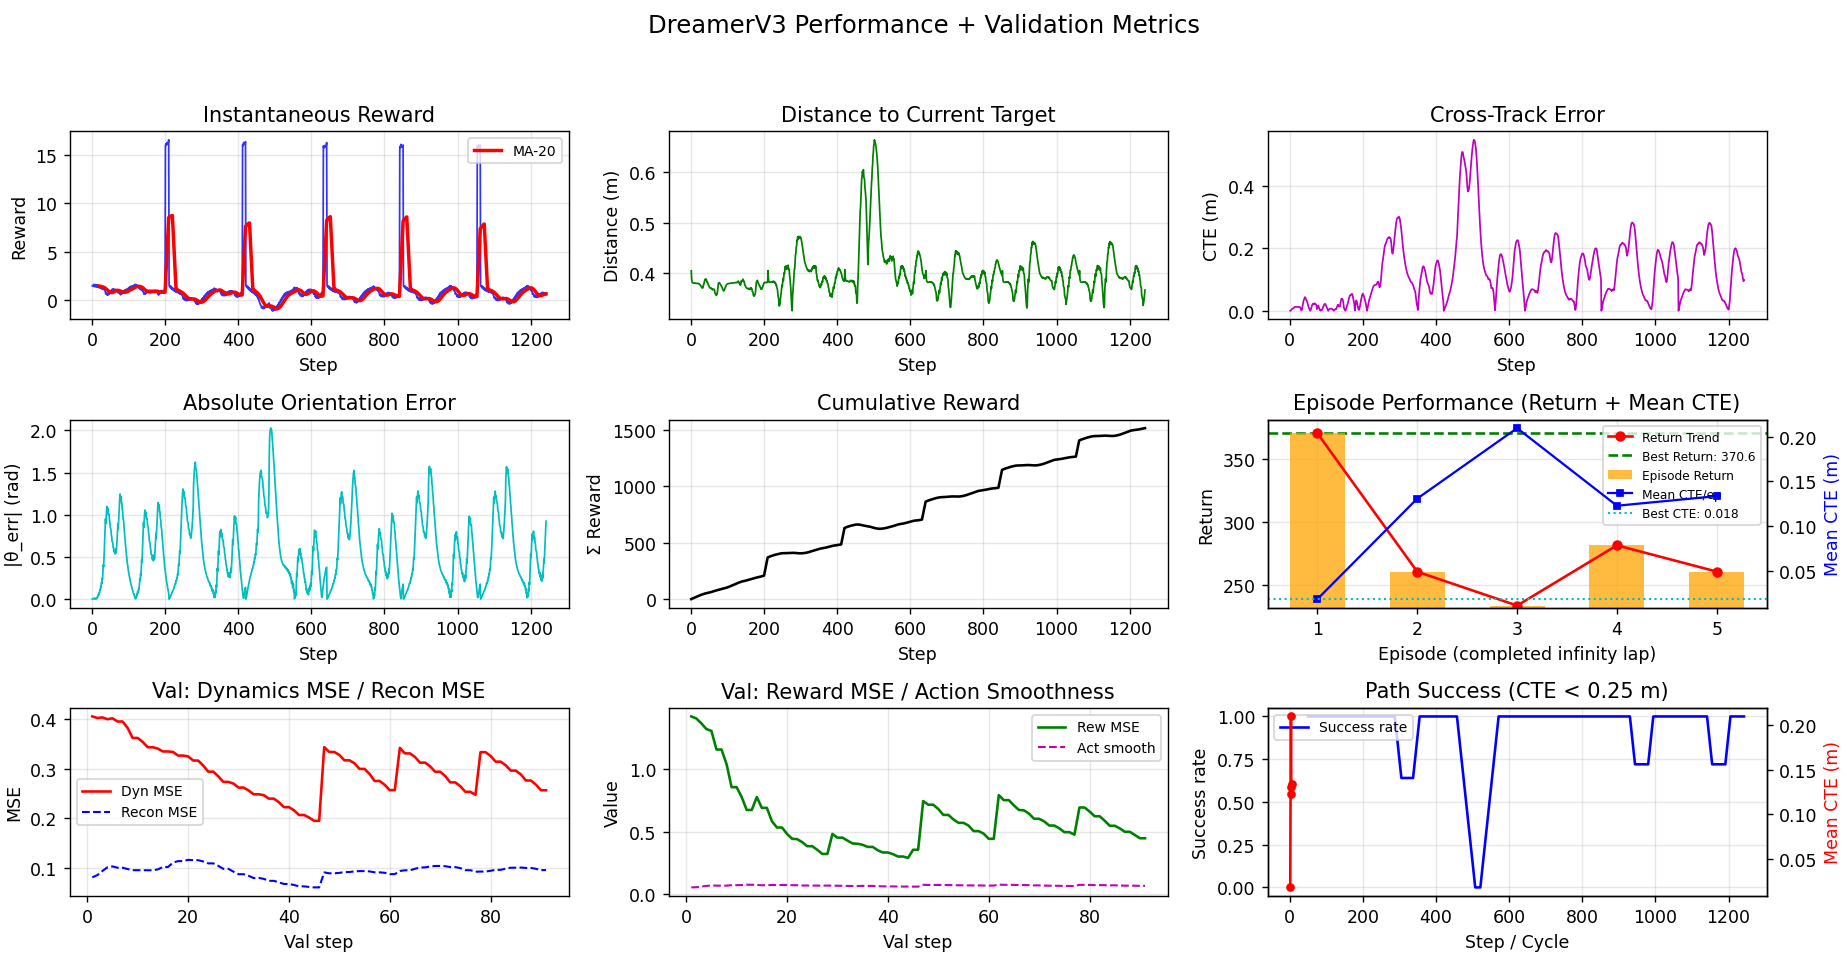 DreamerV3 Performance + Validation Metrics
Instantaneous Reward
Reward
15
10
5
0
MA-20
0 200 400 600 800 1000 1200
Step
Distance to Current Target
Distance (m)
0.6
0.5
0.4
0 200 400 600 800 1000 1200
Step
Cross-Track Error
CTE (m)
0.4
0.2
0.0
0 200 400 600 800 1000 1200
Step
Absolute Orientation Error
|θ_err| (rad)
2.0
1.5
1.0
0.5
0.0
0 200 400 600 800 1000 1200
Step
Cumulative Reward
Σ Reward
1500
1000
500
0
0 200 400 600 800 1000 1200
Step
Episode Performance (Return + Mean CTE)
Return
350
300
250
Return Trend
Best Return: 370.6
Episode Return
Mean CTE/
Best CTE: 0.018
0.20
0.15
0.10
0.05
Mean CTE (m)
1 2 3 4 5
Episode (completed infinity lap)
Val: Dynamics MSE / Recon MSE
MSE
0.4
0.3
0.2
0.1
Dyn MSE
Recon MSE
0 20 40 60 80
Val step
Val: Reward MSE / Action Smoothness
Value
1.0
0.5
0.0
Rew MSE
Act smooth
0 20 40 60 80
Val step
Path Success (CTE < 0.25 m)
Success rate
1.00
0.75
0.50
0.25
0.00
Success rate
0.20
0.15
0.10
0.05
Mean CTE (m)
0 200 400 600 800 1000 1200
Step / Cycle